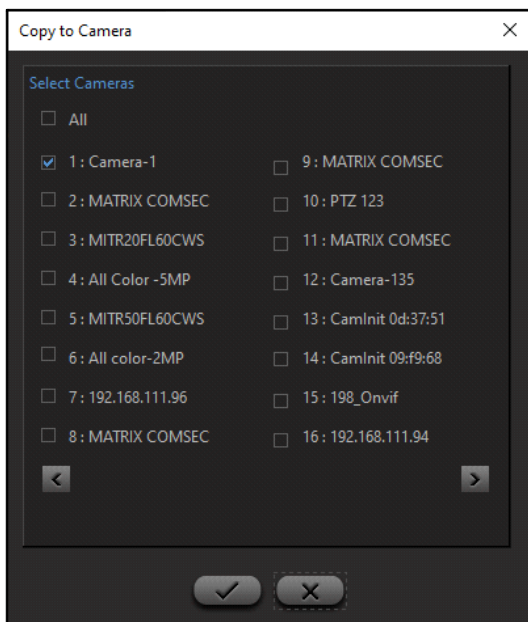 Copy to Camera
Select Cameras
All
1 : Camera-1
2 : MATRIX COMSEC
3 : MITR20FL60CWS
4 : All Color -5MP
5 : MITR50FL60CWS
6 : All color-2MP
7 : 192.168.111.96
8 : MATRIX COMSEC
9 : MATRIX COMSEC
10 : PTZ 123
11 : MATRIX COMSEC
12 : Camera-135
13 : CamInit 0d:37:51
14 : CamInit 09:f9:68
15 : 198_Onvif
16 : 192.168.111.94